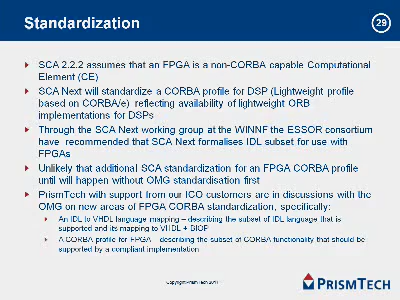 Standardization
29
SCA 2.2.2 assumes that an FPGA is a non-CORBA capable Computational
Element (CE)
SCA Next will standardize a CORBA profile for DSP (Lightweight profile
based on CORBA/e) reflecting availability of lightweight ORB
implementations for DSPs
Through the SCA Next working group at the WINNF the ESSOR consortium
have recommended that SCA Next formalises IDL subset for use with
FPGAs
Unlikely that additional SCA standardization for an FPGA CORBA profile
until will happen without OMG standardisation first
PrismTech with support from our ICO customers are in discussions with the
OMG on new areas of FPGA CORBA standardization, specifically:
An IDL to VHDL language mapping – describing the subset of IDL language that is
supported and its mapping to VHDL + BIOP
A CORBA profile for FPGA – describing the subset of CORBA functionality that should be
supported by a compliant implementation
Copyright PrismTech 2011
PRISMTECH